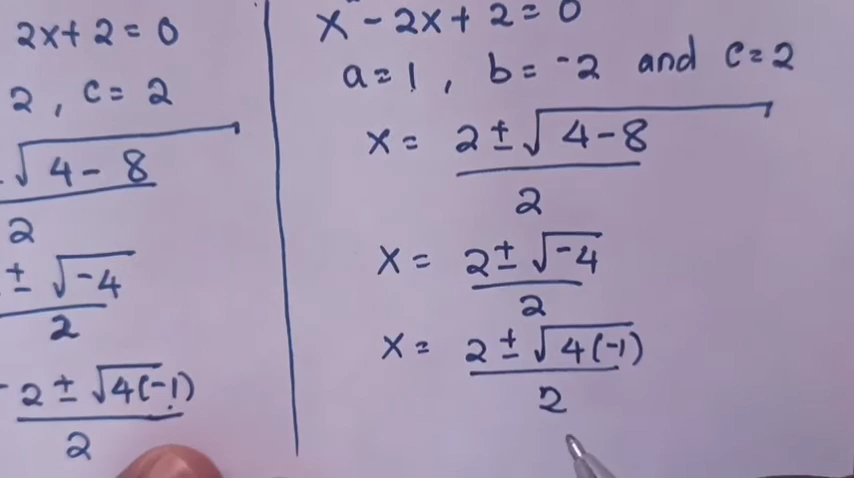 2x + 2 = 0
2 , c = 2
√4 - 8
2
± √-4
2
2 ± √4(-1)
2
x - 2x + 2 = 0
a = 1 , b = -2 and c = 2
x = 2 ± √4 - 8
2
x = 2 ± √-4
2
x = 2 ± √4(-1)
2